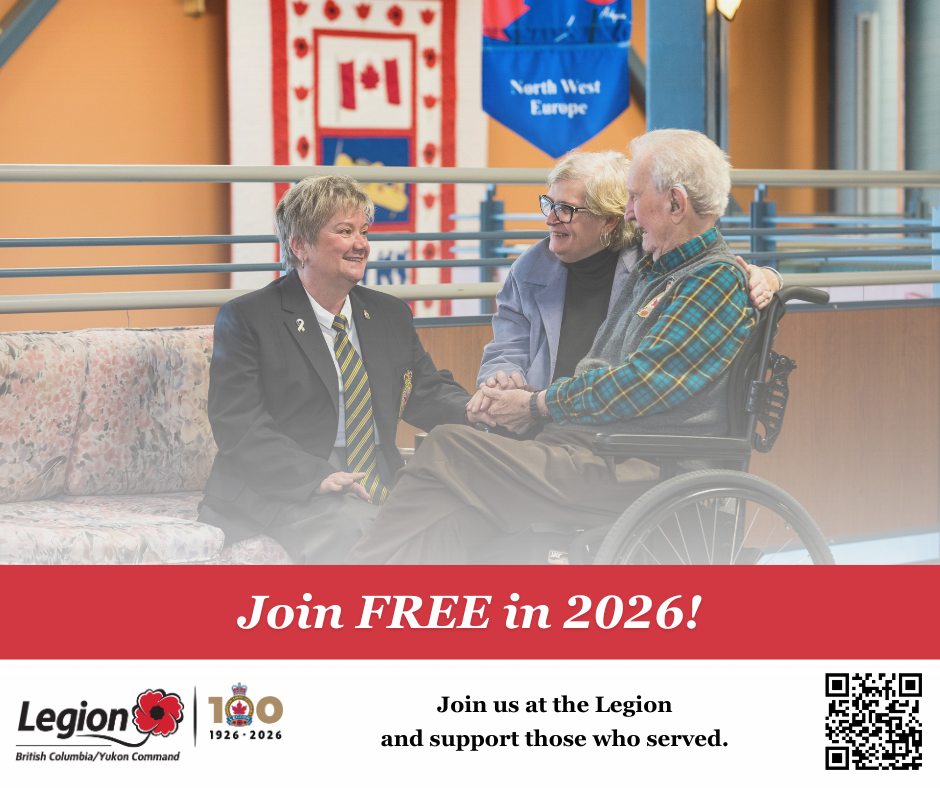 North West
Europe
Join FREE in 2026!
Legion
British Columbia/Yukon Command
100
1926 • 2026
Join us at the Legion
and support those who served.